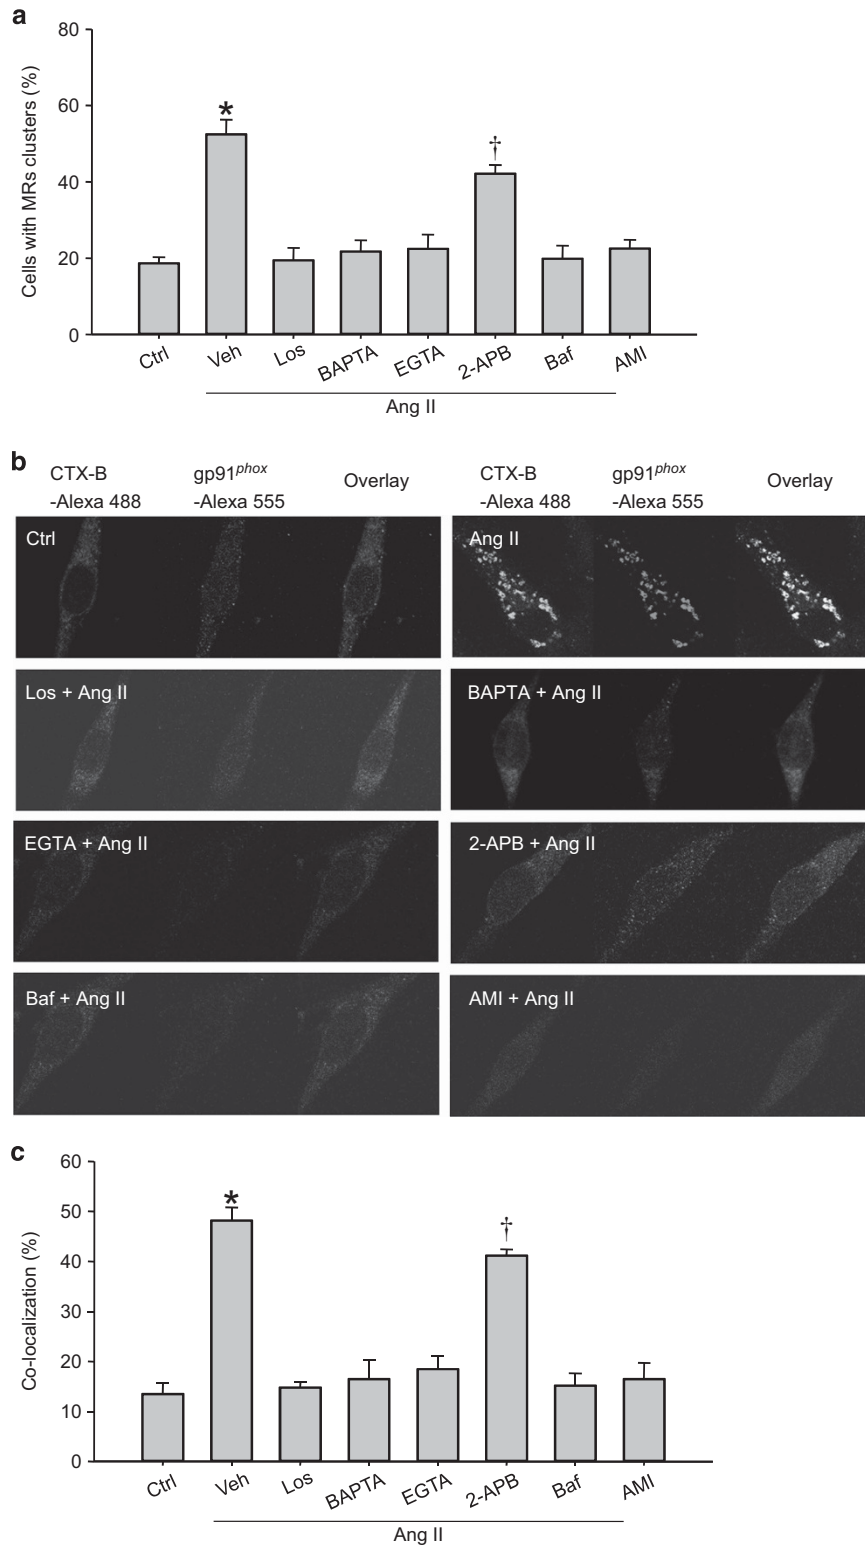 a
80
60
40
20
0
Cells with MRs clusters (%)
*
†
Ctrl Veh Los BAPTA EGTA 2-APB Baf AMI
Ang II
b
CTX-B
-Alexa 488
gp91phox
-Alexa 555
Overlay
CTX-B
-Alexa 488
gp91phox
-Alexa 555
Overlay
Ctrl
Ang II
Los + Ang II
BAPTA + Ang II
EGTA + Ang II
2-APB + Ang II
Baf + Ang II
AMI + Ang II
c
60
50
40
30
20
10
0
Co-localization (%)
*
†
Ctrl Veh Los BAPTA EGTA 2-APB Baf AMI
Ang II